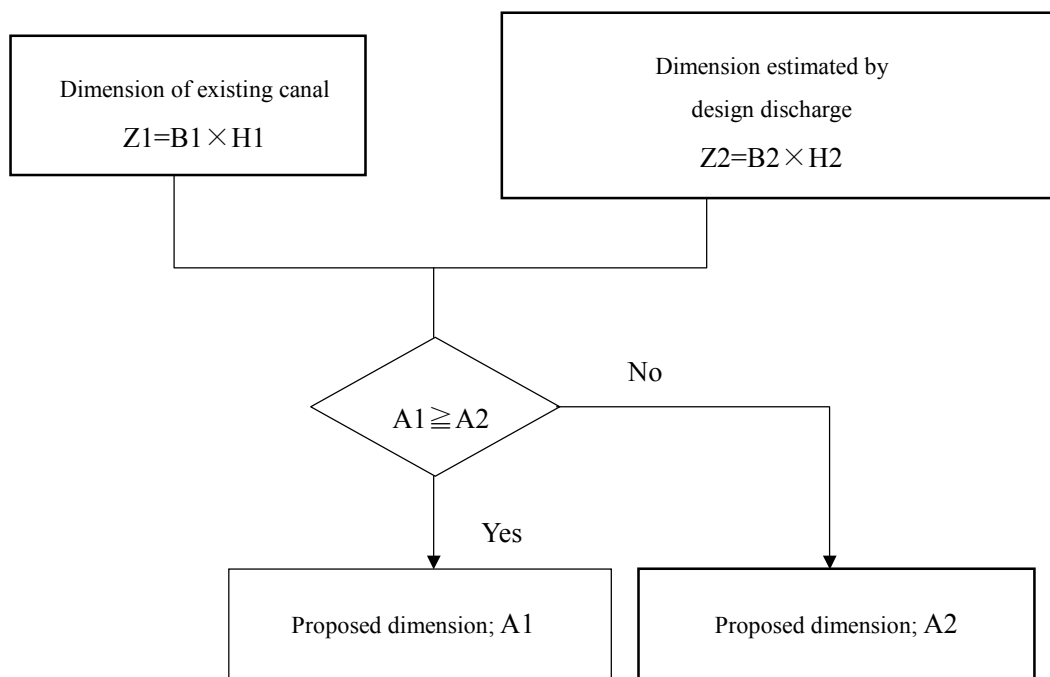 Dimension of existing canal
Z1=B1×H1
Dimension estimated by
design discharge
Z2=B2×H2
No
A1≧A2
Yes
Proposed dimension; A1
Proposed dimension; A2